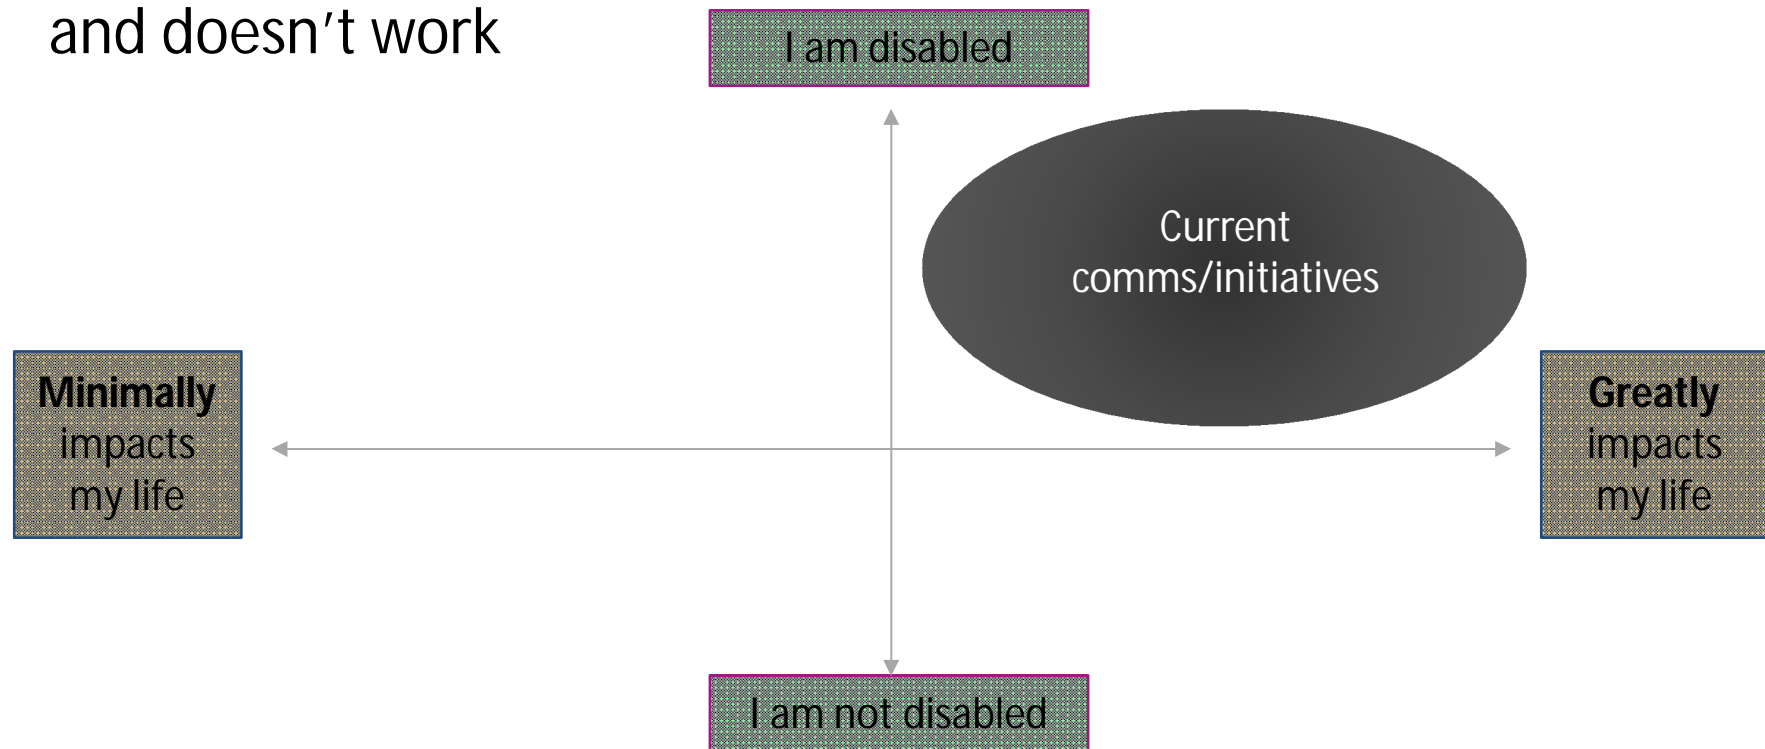 and doesn't work
I am disabled
Current
comms/initiatives
Minimally
impacts
my life
Greatly
impacts
my life
I am not disabled